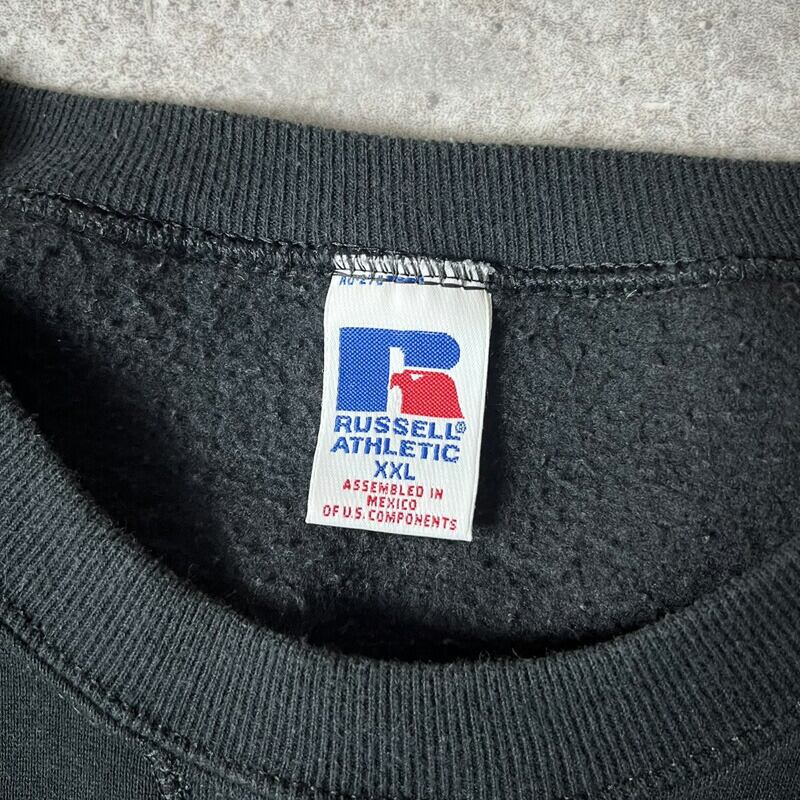 RUSSELL®
ATHLETIC
XXL
ASSEMBLED IN
MEXICO
OF U.S. COMPONENTS